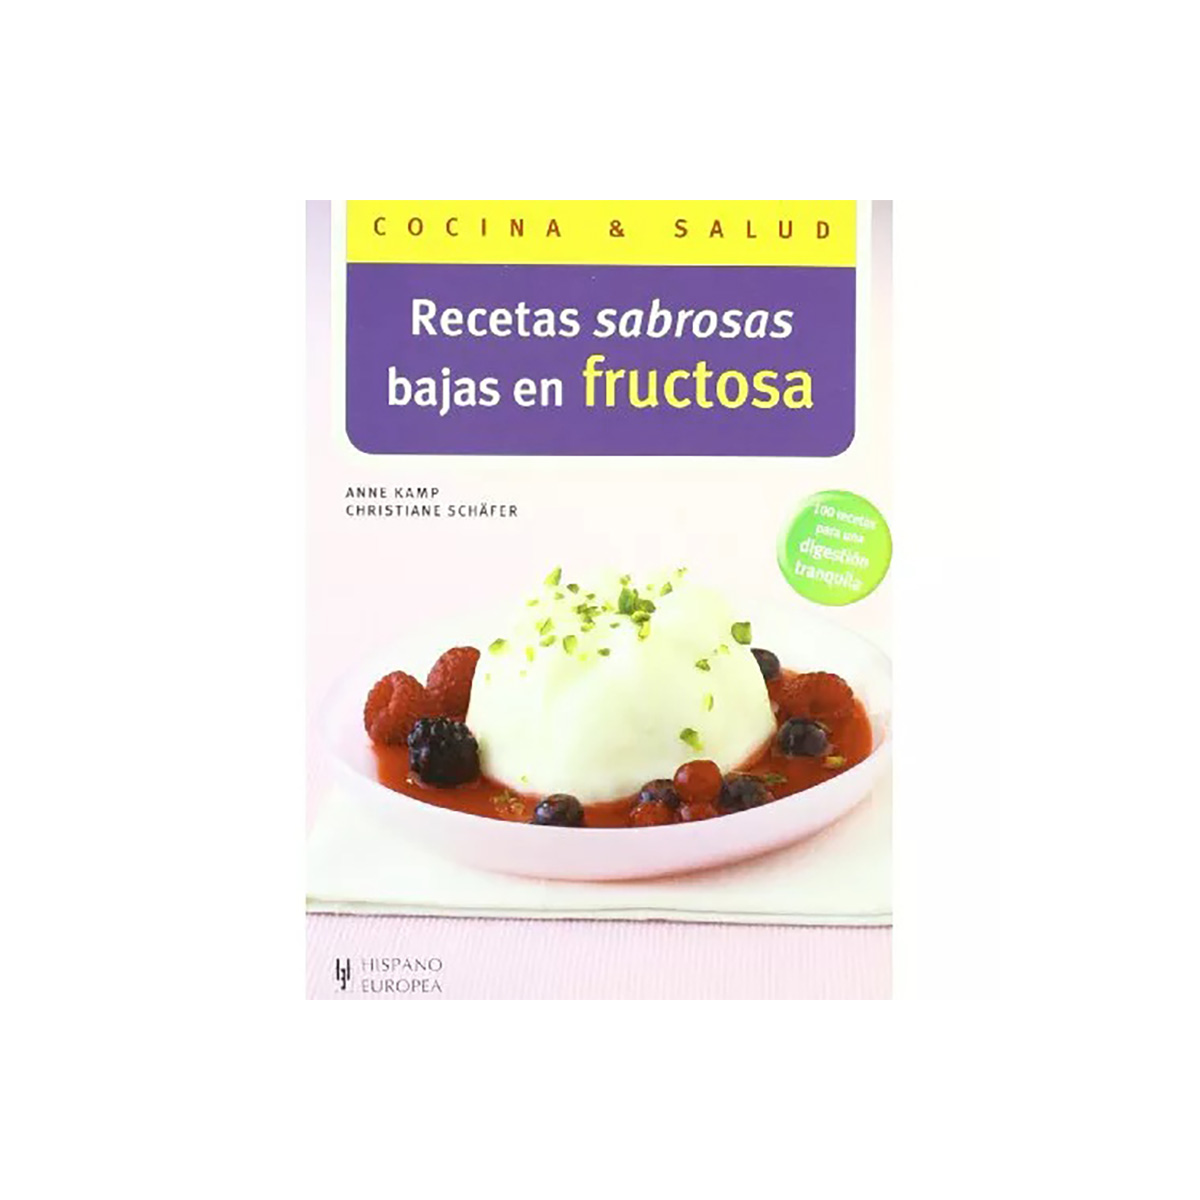 COCINA & SALUD
Recetas sabrosas
bajas en fructosa
ANNE KAMP
CHRISTIANE SCHÄFER
100 recetas
para una
digestión
tranquila
HISPANO
EUROPEA